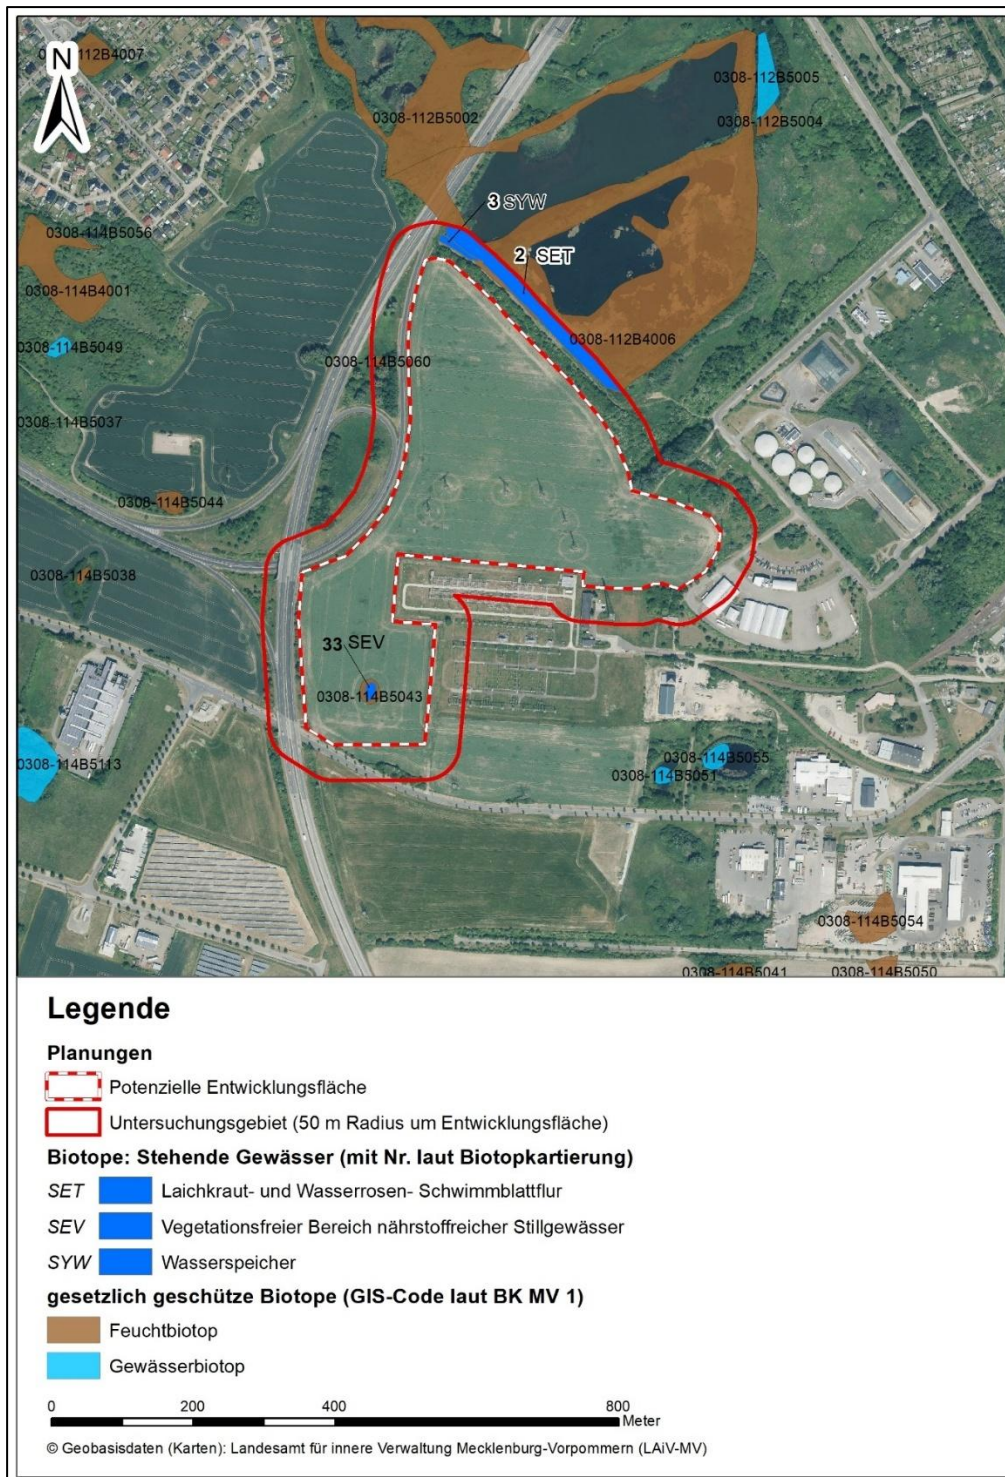 0308-112B4007
N
0308-112B5002
0308-112B5005
0308-112B5004
3 SYW
0308-114B5056
2 SET
0308-114B4001
0308-112B4006
0308-114B5049
0308-114B5060
0308-114B5037
0308-114B5044
0308-114B5038
33 SEV
0308-114B5043
0308-114B5113
0308-114B5055
0308-114B5051
0308-114B5054
0308-114B5041
0308-114B5050
Legende
Planungen
Potenzielle Entwicklungsfläche
Untersuchungsgebiet (50 m Radius um Entwicklungsfläche)
Biotope: Stehende Gewässer (mit Nr. laut Biotopkartierung)
SET Laichkraut- und Wasserrosen- Schwimmblattflur
SEV Vegetationsfreier Bereich nährstoffreicher Stillgewässer
SYW Wasserspeicher
gesetzlich geschütze Biotope (GIS-Code laut BK MV 1)
Feuchtbiotop
Gewässerbiotop
0 200 400 800
Meter
© Geobasisdaten (Karten): Landesamt für innere Verwaltung Mecklenburg-Vorpommern (LAiV-MV)